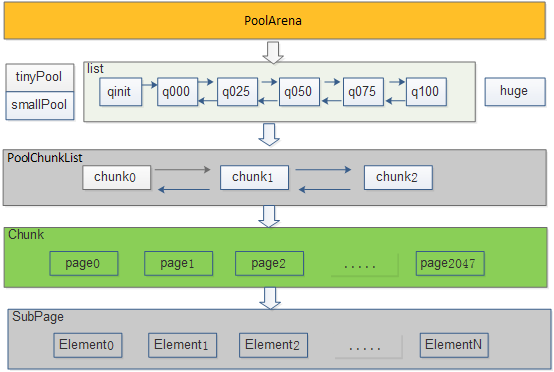 PoolArena
tinyPool
smallPool
list
qinit q000 q025 q050 q075 q100
huge
PoolChunkList
chunk0 chunk1 chunk2
Chunk
page0 page1 page2 ..... page2047
SubPage
Element0 Element1 Element2 ..... ElementN